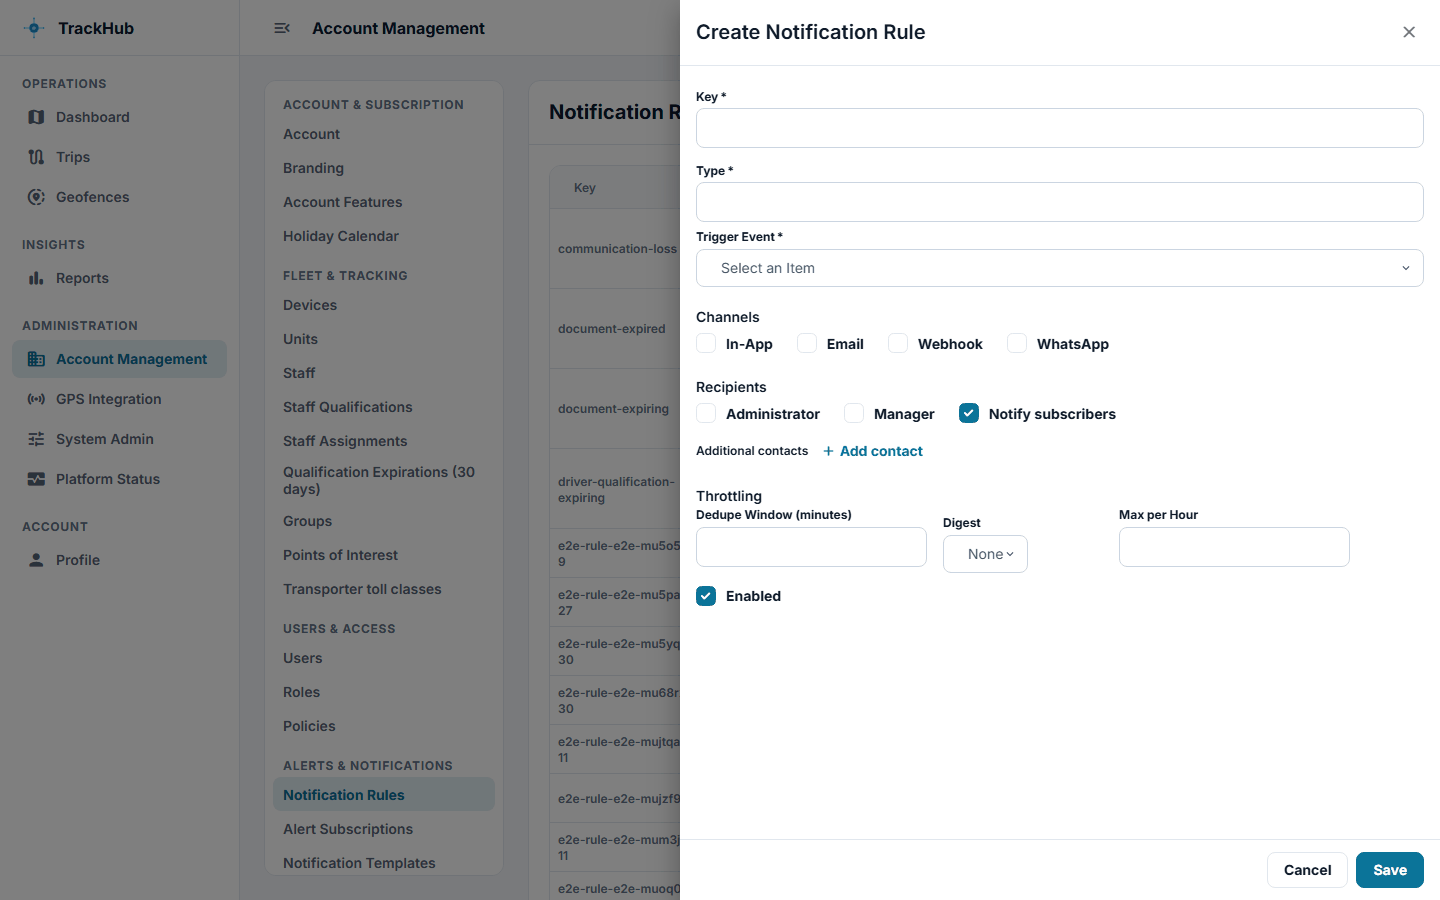 TrackHub
OPERATIONS
Dashboard
Trips
Geofences
INSIGHTS
Reports
ADMINISTRATION
Account Management
GPS Integration
System Admin
Platform Status
ACCOUNT
Profile
Account Management
ACCOUNT & SUBSCRIPTION
Account
Branding
Account Features
Holiday Calendar
FLEET & TRACKING
Devices
Units
Staff
Staff Qualifications
Staff Assignments
Qualification Expirations (30
days)
Groups
Points of Interest
Transporter toll classes
USERS & ACCESS
Users
Roles
Policies
ALERTS & NOTIFICATIONS
Notification Rules
Alert Subscriptions
Notification Templates
Notification R
Key
communication-loss
document-expired
document-expiring
driver-qualification-
expiring
e2e-rule-e2e-mu5o5
9
e2e-rule-e2e-mu5pa
27
e2e-rule-e2e-mu5yq
30
e2e-rule-e2e-mu68r
30
e2e-rule-e2e-mujtqa
11
e2e-rule-e2e-mujzf9
e2e-rule-e2e-mum3j
11
e2e-rule-e2e-muoq0
Create Notification Rule
Key *
Type *
Trigger Event *
Select an Item
Channels
In-App Email Webhook WhatsApp
Recipients
Administrator Manager Notify subscribers
Additional contacts + Add contact
Throttling
Dedupe Window (minutes) Digest Max per Hour
None
Enabled
Cancel Save